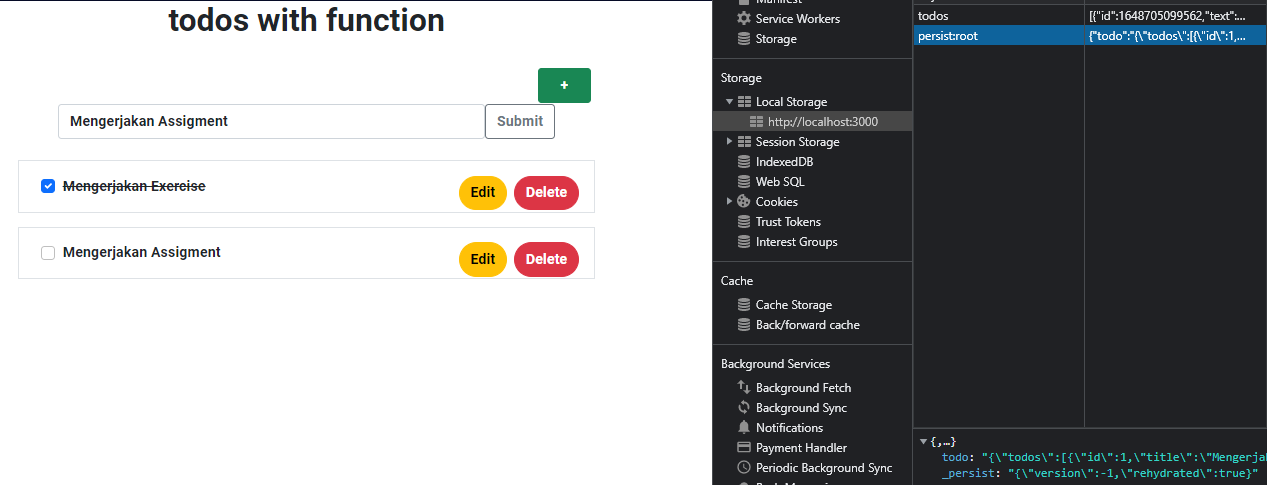 todos with function
+
Mengerjakan Assigment
Submit
Mengerjakan Exercise
Edit
Delete
Mengerjakan Assigment
Edit
Delete
Manifest
Service Workers
Storage
Storage
Local Storage
http://localhost:3000
Session Storage
IndexedDB
Web SQL
Cookies
Trust Tokens
Interest Groups
Cache
Cache Storage
Back/forward cache
Background Services
Background Fetch
Background Sync
Notifications
Payment Handler
Periodic Background Sync
todos
[{"id":1648705099562,"text":...
persist:root
{"todo":"{\"todos\":[{\"id\":1,...
{,…}
todo: "{\"todos\":[{\"id\":1,\"title\":\"Mengerja
_persist: "{\"version\":-1,\"rehydrated\":true}"